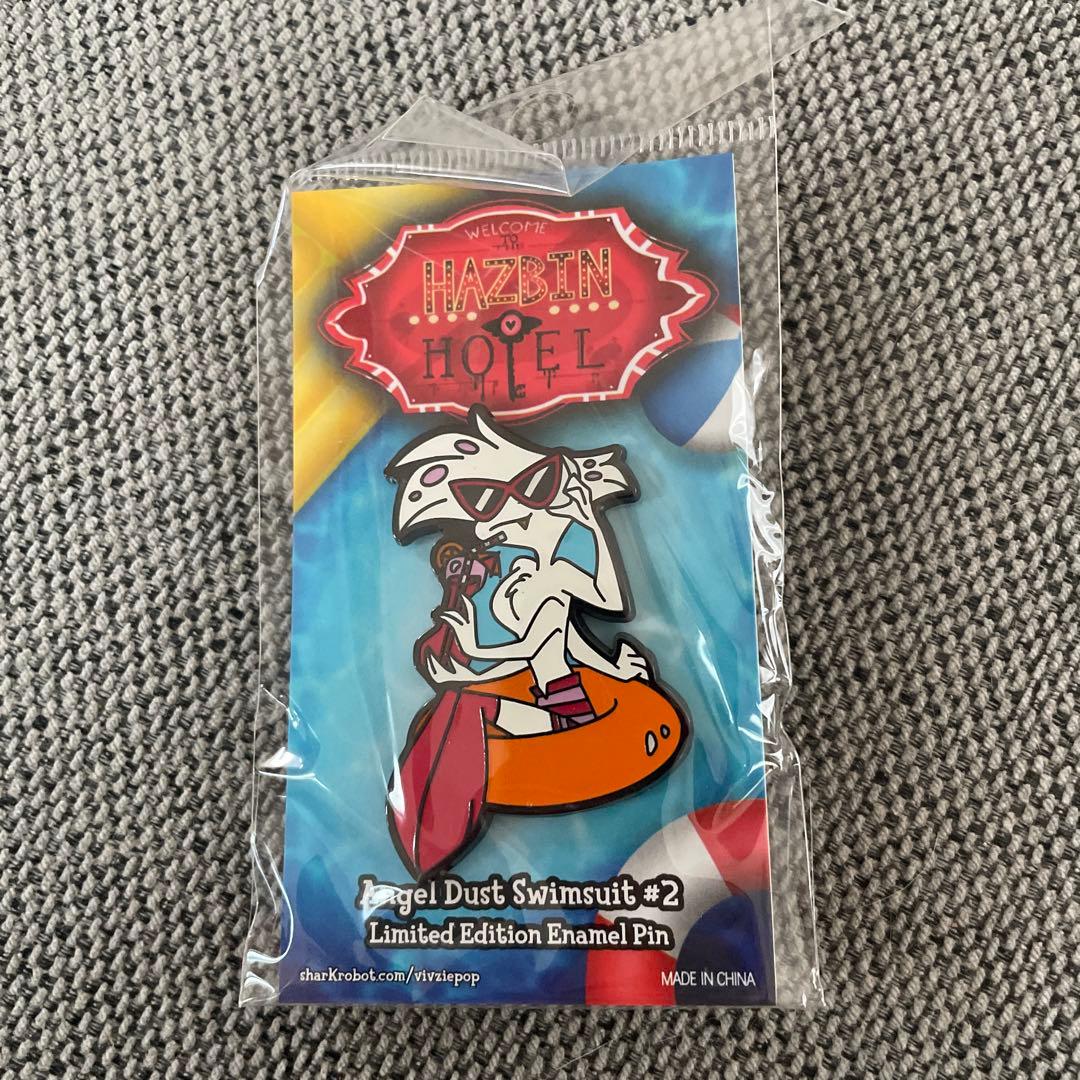 WELCOME
TO
HAZBIN
HOTEL
Angel Dust Swimsuit #2
Limited Edition Enamel Pin
sharkrobot.com/vivziepop
MADE IN CHINA